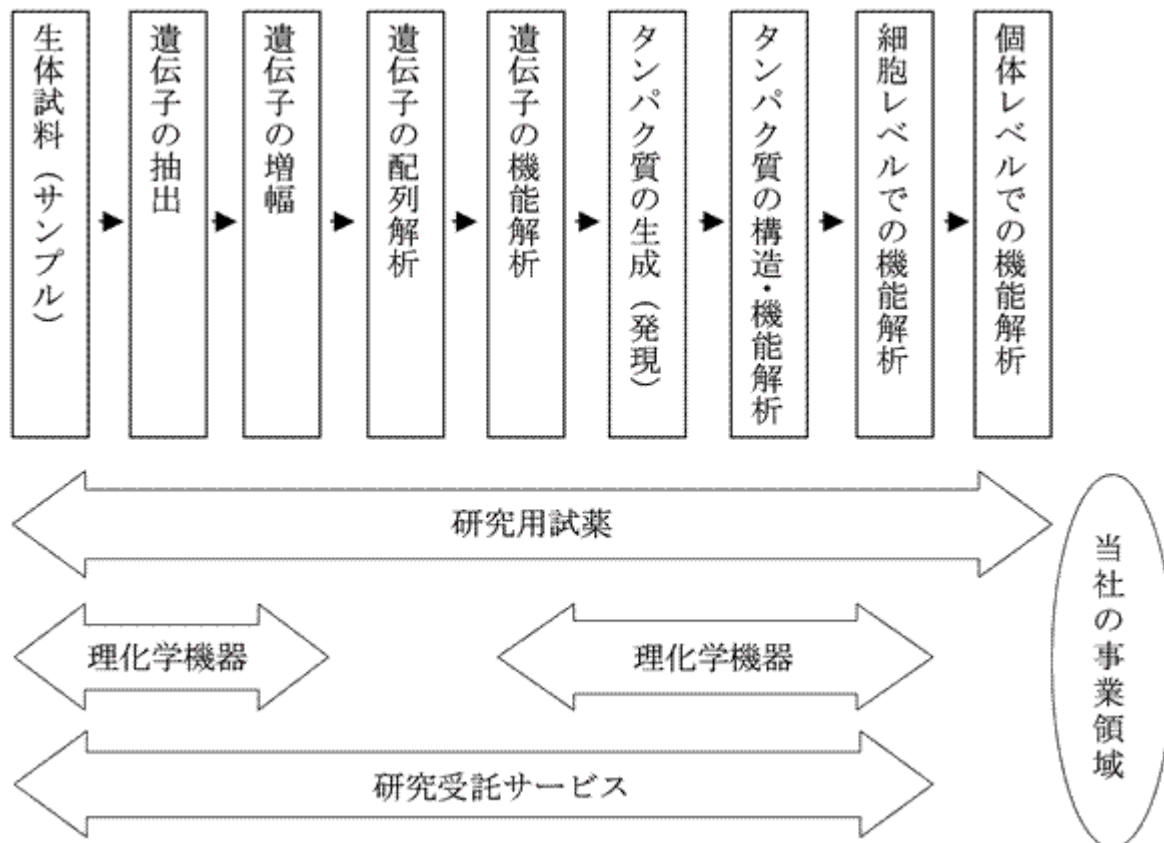 生体試料（サンプル）
遺伝子の抽出
遺伝子の増幅
遺伝子の配列解析
遺伝子の機能解析
タンパク質の生成（発現）
タンパク質の構造・機能解析
細胞レベルでの機能解析
個体レベルでの機能解析
研究用試薬
理化学機器
理化学機器
研究受託サービス
当社の事業領域